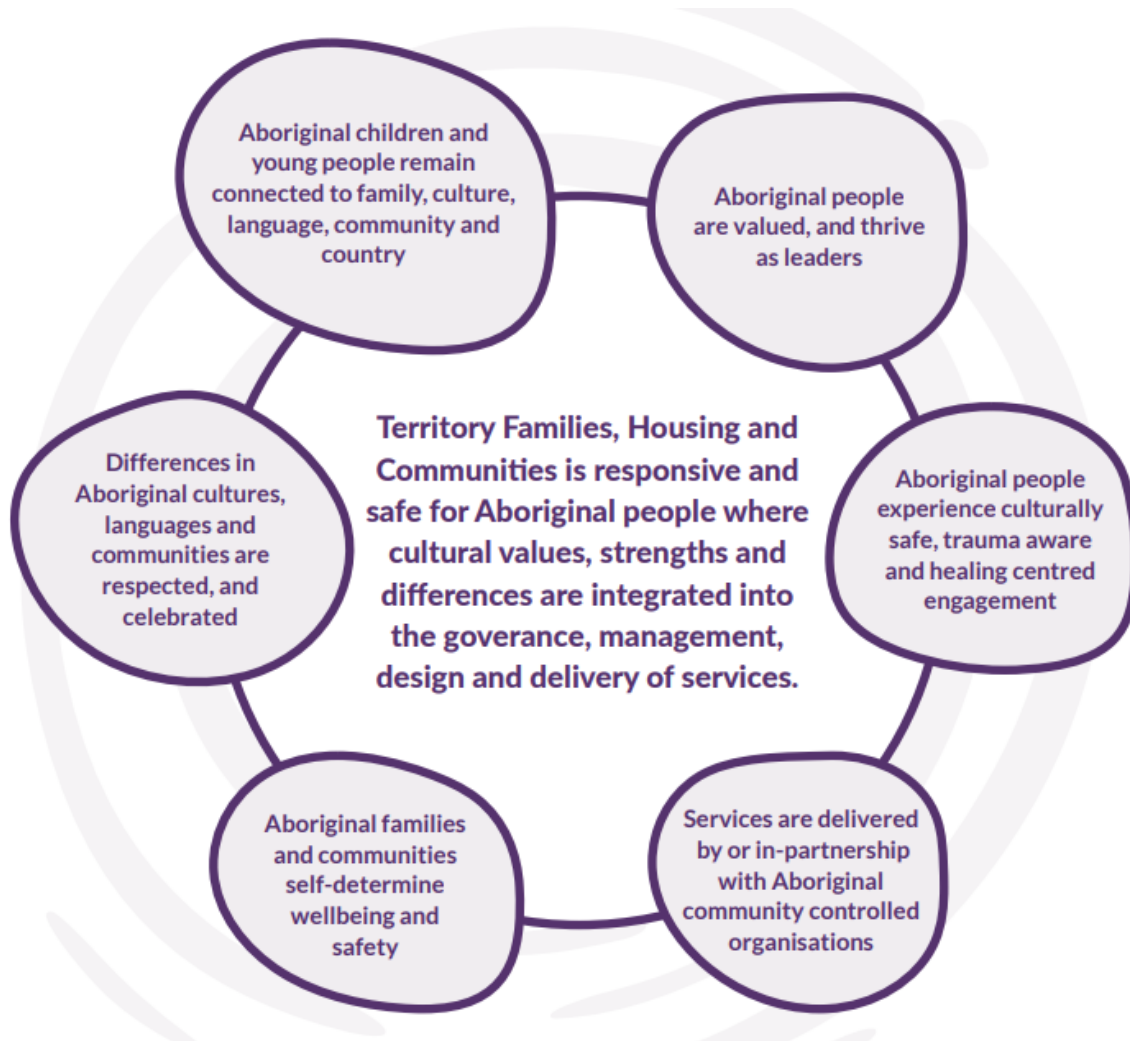 Aboriginal children and
young people remain
connected to family, culture,
language, community and
country
Aboriginal people
are valued, and thrive
as leaders
Differences in
Aboriginal cultures,
languages and
communities are
respected, and
celebrated
Territory Families, Housing and
Communities is responsive and
safe for Aboriginal people where
cultural values, strengths and
differences are integrated into
the goverance, management,
design and delivery of services.
Aboriginal people
experience culturally
safe, trauma aware
and healing centred
engagement
Aboriginal families
and communities
self-determine
wellbeing and
safety
Services are delivered
by or in-partnership
with Aboriginal
community controlled
organisations